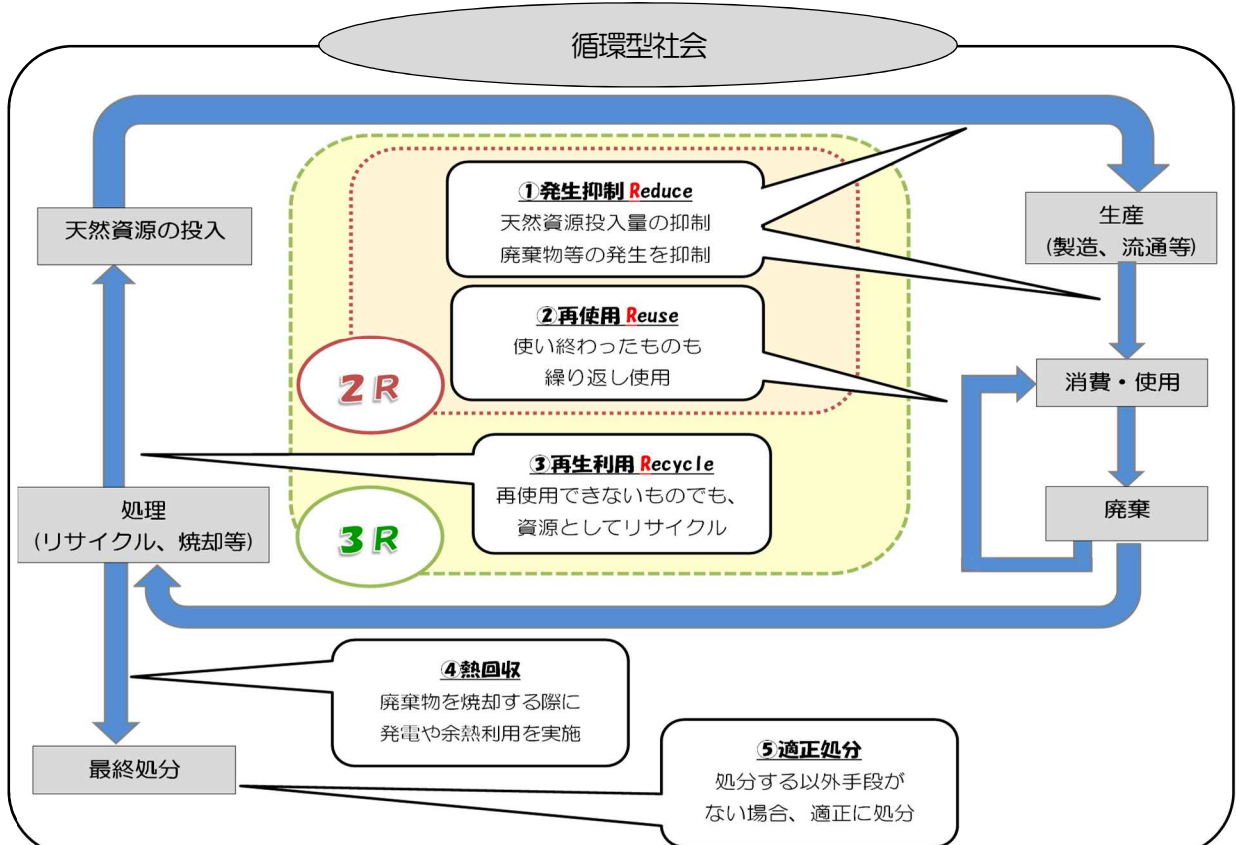 循環型社会
天然資源の投入
①発生抑制 Reduce
天然資源投入量の抑制
廃棄物等の発生を抑制
生産
(製造、流通等)
②再使用 Reuse
使い終わったものも
繰り返し使用
2R
消費・使用
③再生利用 Recycle
再使用できないものでも、
資源としてリサイクル
3R
処理
(リサイクル、焼却等)
廃棄
④熱回収
廃棄物を焼却する際に
発電や余熱利用を実施
最終処分
⑤適正処分
処分する以外手段が
ない場合、適正に処分